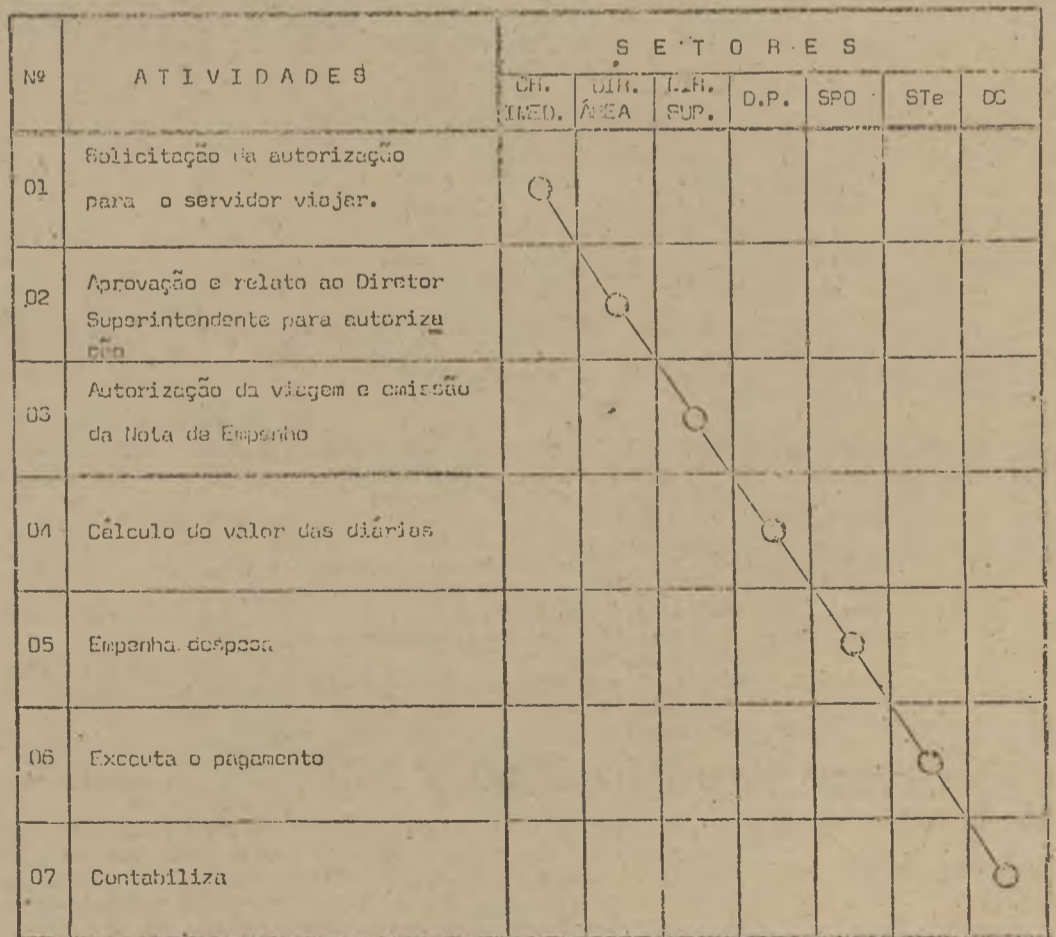 S E T O R E S
Nº A T I V I D A D E S
CH. DIR. DIR. D.P. SPO STe DC
IMED. ÁREA SUP.
Solicitação da autorização
01
para o servidor viajar.
Aprovação e relato ao Diretor
02
Superintendente para autoriza
ção
Autorização da viagem e emissão
03
da Nota de Empenho
04 Cálculo do valor das diárias
05 Empenha despesa
06 Executa o pagamento
07 Contabiliza